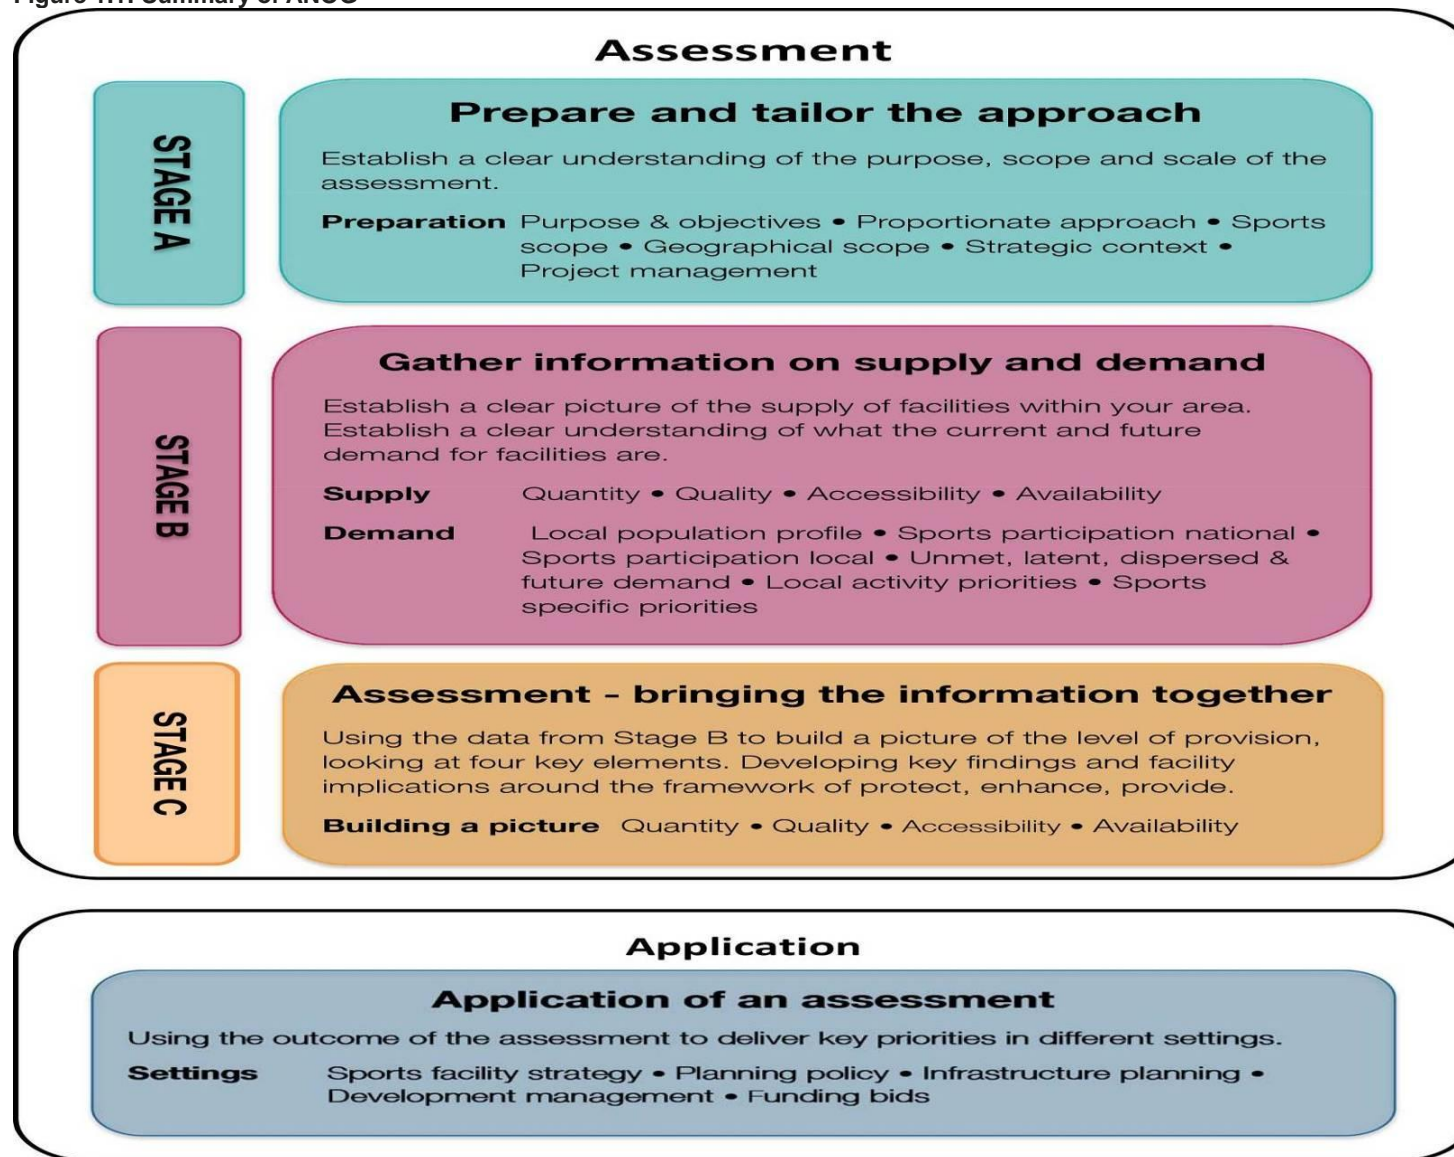 Figure 1.1: Summary of ANOG
Assessment
STAGE A
Prepare and tailor the approach
Establish a clear understanding of the purpose, scope and scale of the
assessment.
Preparation Purpose & objectives • Proportionate approach • Sports
scope • Geographical scope • Strategic context •
Project management
STAGE B
Gather information on supply and demand
Establish a clear picture of the supply of facilities within your area.
Establish a clear understanding of what the current and future
demand for facilities are.
Supply Quantity • Quality • Accessibility • Availability
Demand Local population profile • Sports participation national •
Sports participation local • Unmet, latent, dispersed &
future demand • Local activity priorities • Sports
specific priorities
STAGE C
Assessment - bringing the information together
Using the data from Stage B to build a picture of the level of provision,
looking at four key elements. Developing key findings and facility
implications around the framework of protect, enhance, provide.
Building a picture Quantity • Quality • Accessibility • Availability
Application
Application of an assessment
Using the outcome of the assessment to deliver key priorities in different settings.
Settings Sports facility strategy • Planning policy • Infrastructure planning •
Development management • Funding bids